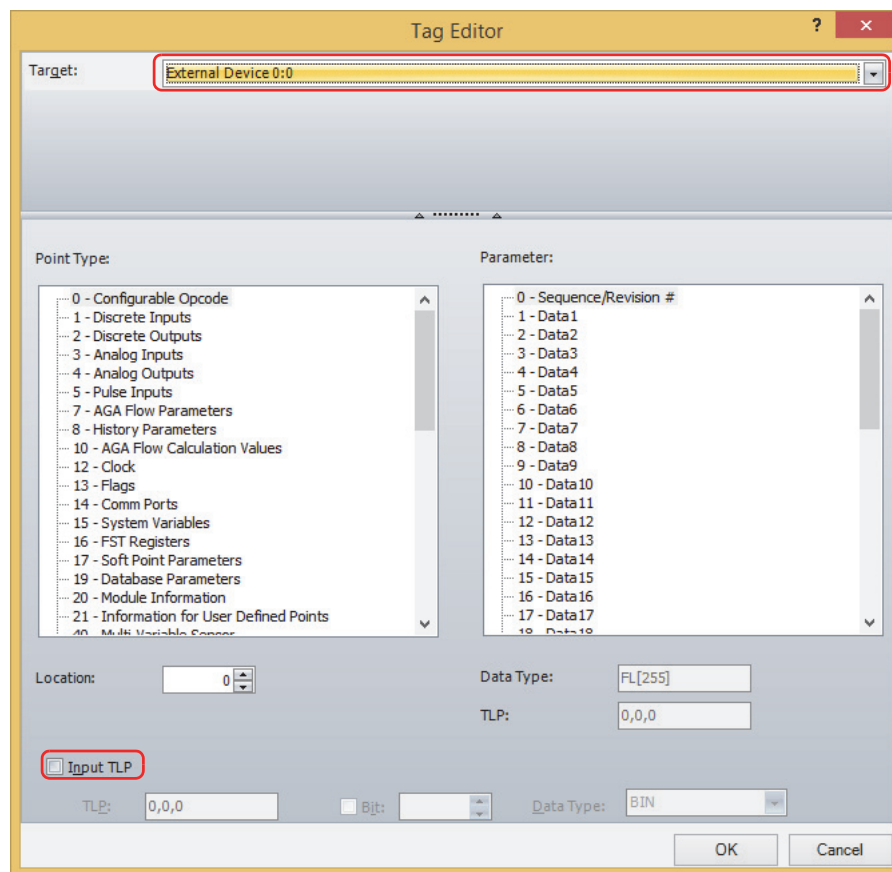 Tag Editor
?
×
Target:
External Device 0:0
Point Type:
0 - Configurable Opcode
1 - Discrete Inputs
2 - Discrete Outputs
3 - Analog Inputs
4 - Analog Outputs
5 - Pulse Inputs
7 - AGA Flow Parameters
8 - History Parameters
10 - AGA Flow Calculation Values
12 - Clock
13 - Flags
14 - Comm Ports
15 - System Variables
16 - FST Registers
17 - Soft Point Parameters
19 - Database Parameters
20 - Module Information
21 - Information for User Defined Points
40 - Multi Variable Sensor
Parameter:
0 - Sequence/Revision #
1 - Data1
2 - Data2
3 - Data3
4 - Data4
5 - Data5
6 - Data6
7 - Data7
8 - Data8
9 - Data9
10 - Data10
11 - Data11
12 - Data12
13 - Data13
14 - Data14
15 - Data15
16 - Data16
17 - Data17
18 - Data18
Location: 0
Data Type: FL[255]
TLP: 0,0,0
Input TLP
TLP: 0,0,0 Bit: Data Type: BIN
OK Cancel